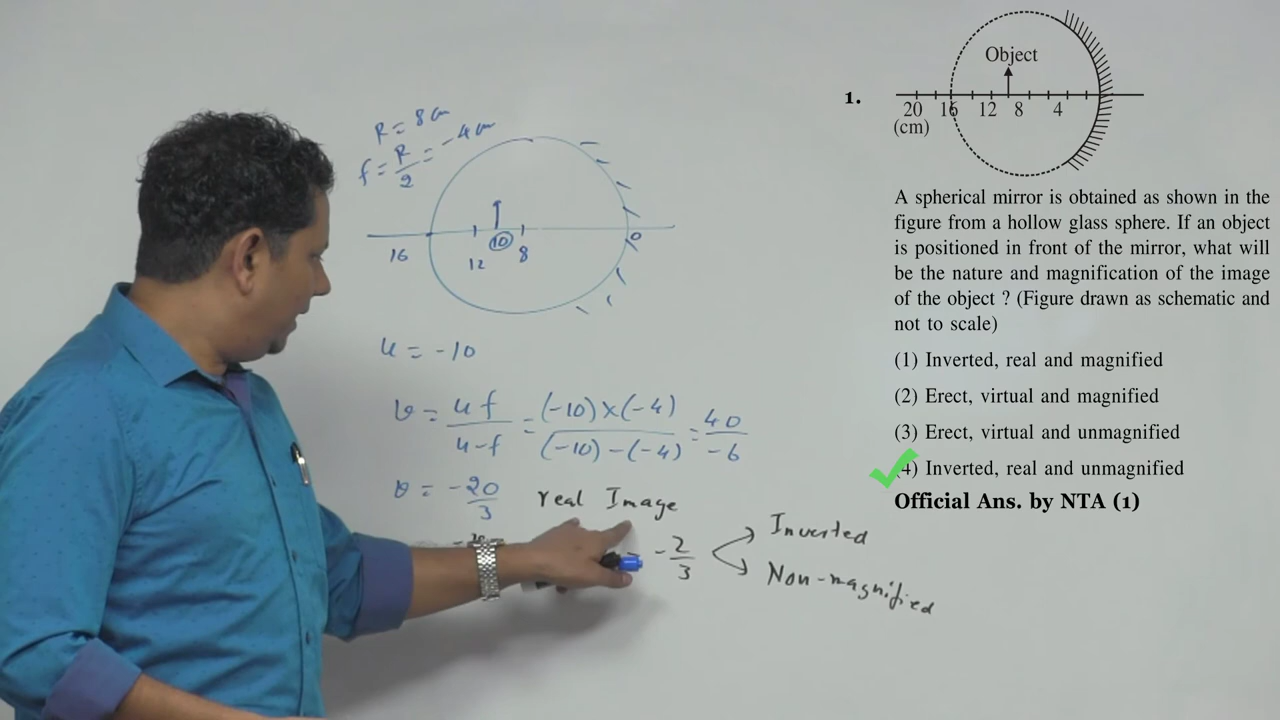 R = 8 cm
f = R/2 = -4 cm
16
12
10
8
0
u = -10
v = uf/u-f = (-10)×(-4)/(-10)-(-4) = 40/-6
v = -20/3 real Image
-2/3
Inverted
Non-magnified
1.
Object
20 16 12 8 4
(cm)
A spherical mirror is obtained as shown in the
figure from a hollow glass sphere. If an object
is positioned in front of the mirror, what will
be the nature and magnification of the image
of the object ? (Figure drawn as schematic and
not to scale)
(1) Inverted, real and magnified
(2) Erect, virtual and magnified
(3) Erect, virtual and unmagnified
(4) Inverted, real and unmagnified
Official Ans. by NTA (1)